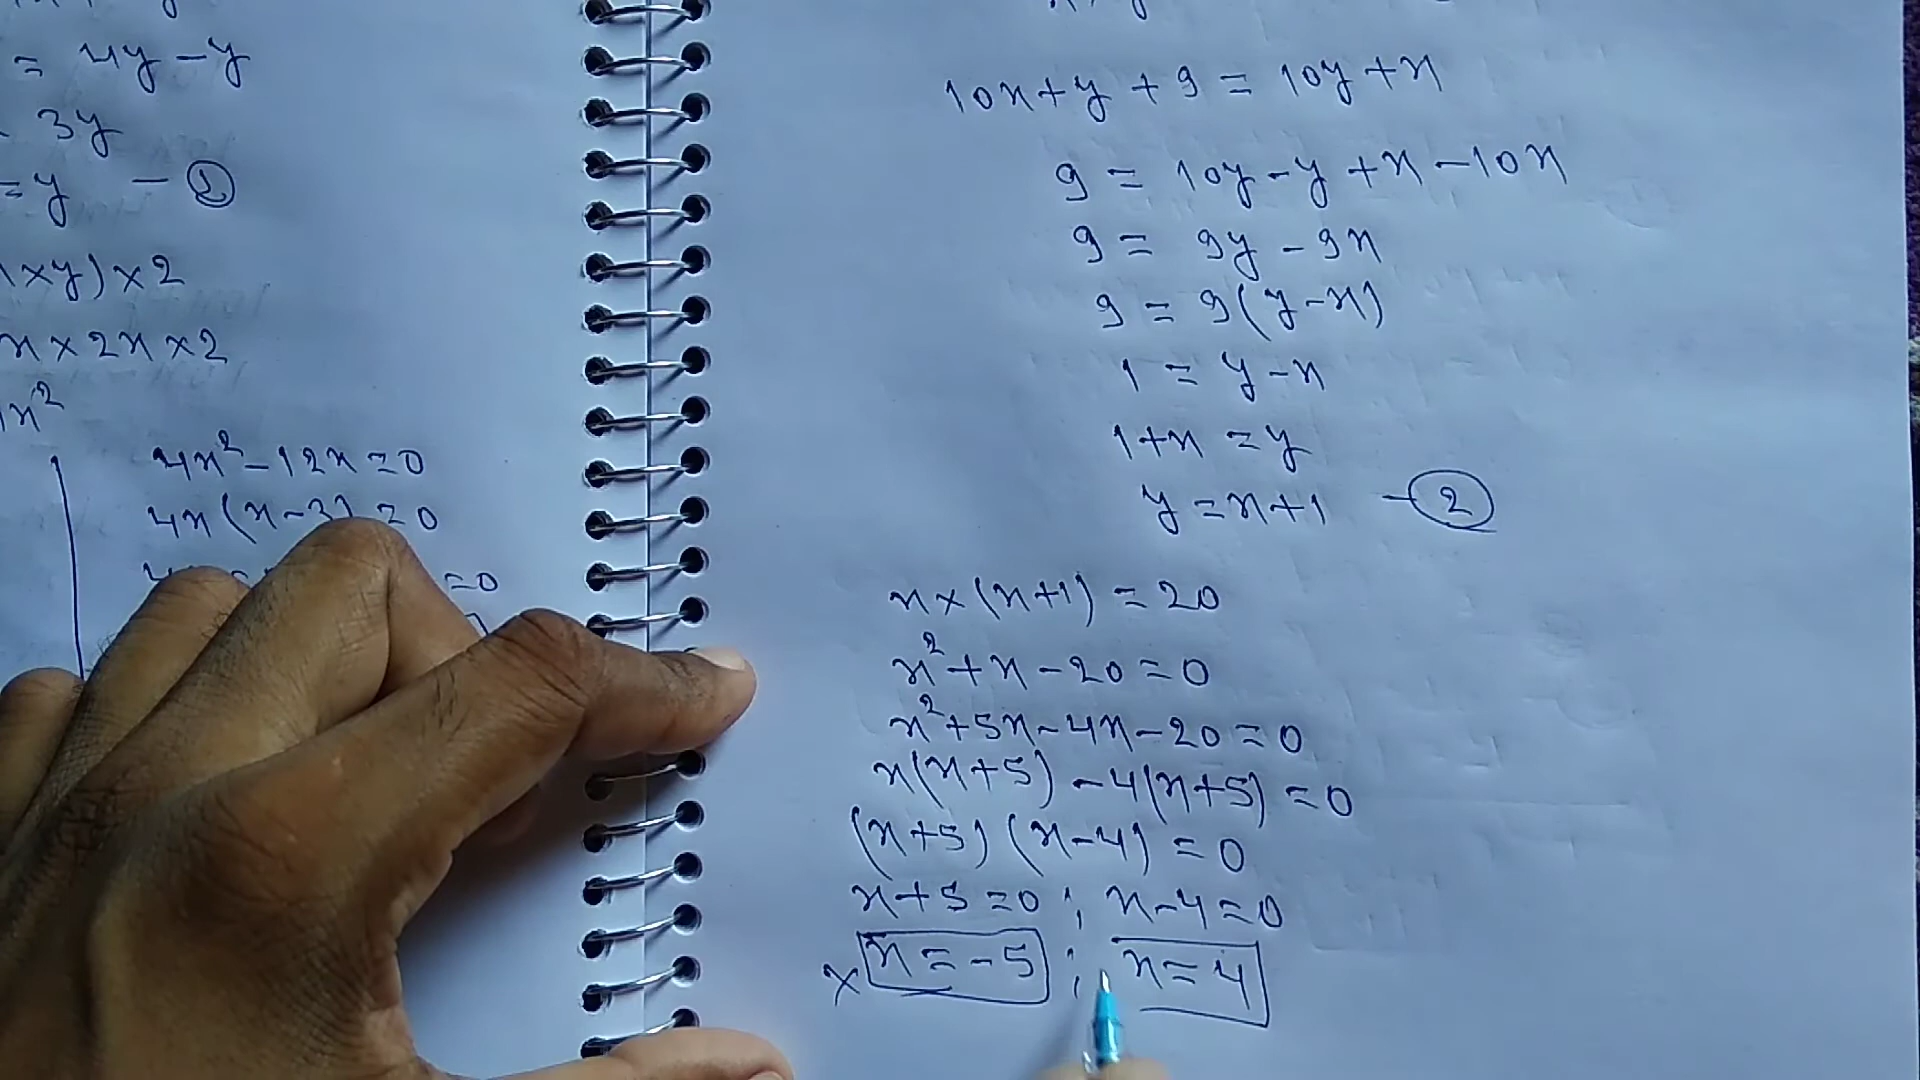 = 4y - y
3y
= y - ①
xy) × 2
x × 2x × 2
x²
4x² - 12x = 0
4x (x - 3) = 0
= 0
10x + y + 9 = 10y + x
9 = 10y - y + x - 10x
9 = 9y - 9x
9 = 9(y - x)
1 = y - x
1 + x = y
y = x + 1 - ②
x × (x + 1) = 20
x² + x - 20 = 0
x² + 5x - 4x - 20 = 0
x(x + 5) - 4(x + 5) = 0
(x + 5) (x - 4) = 0
x + 5 = 0 ; x - 4 = 0
× x = -5 ; x = 4